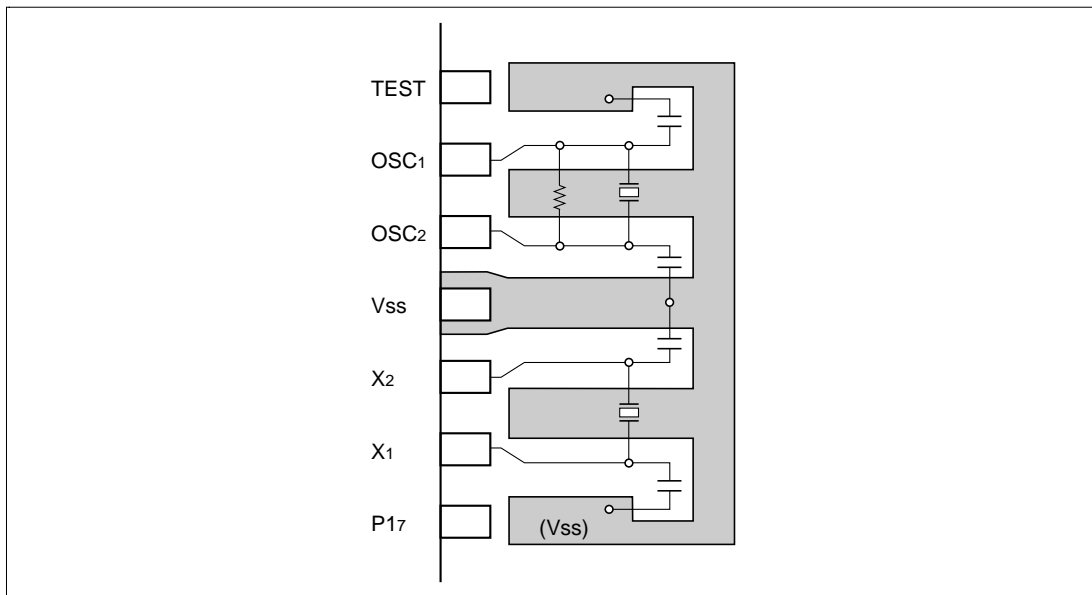 TEST
OSC1
OSC2
Vss
X2
X1
P17
(Vss)